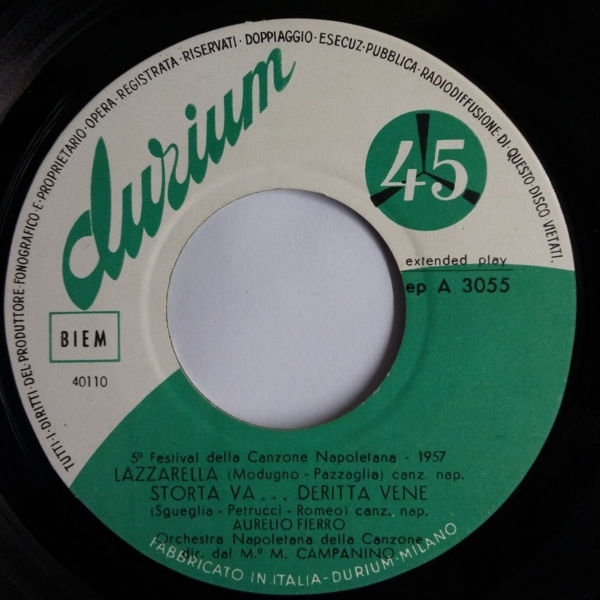 TUTTI·I·DIRITTI·DEL·PRODUTTORE·FONOGRAFICO·E·PROPRIETARIO·OPERA·REGISTRATA·RISERVATI·DOPPIAGGIO·ESECUZ·PUBBLICA·RADIODIFFUSIONE·DI·QUESTO·DISCO·VIETATI.
durium
45
extended play
ep A 3055
BIEM
40110
5º Festival della Canzone Napoletana - 1957
LAZZARELLA (Modugno - Pazzaglia) canz. nap.
STORTA VA... DERITTA VENE
(Sgueglia - Petrucci - Romeo) canz. nap.
AURELIO FIERRO
Orchestra Napoletana della Canzone
dir. dal M.º M. CAMPANINO
FABBRICATO IN ITALIA-DURIUM-MILANO